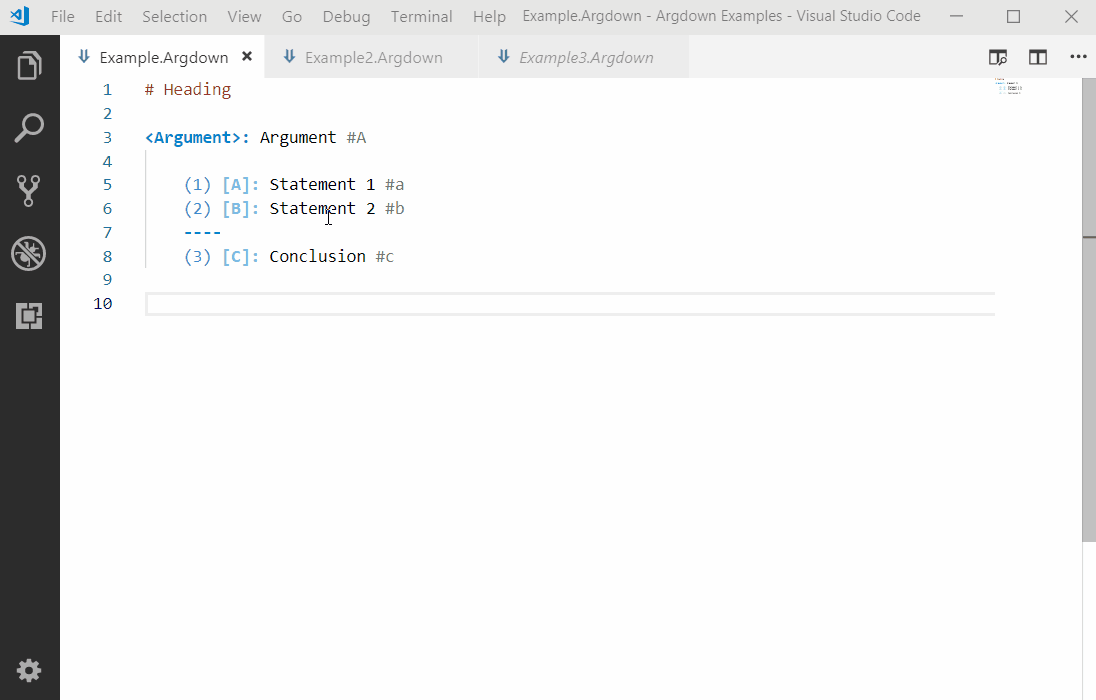 File Edit Selection View Go Debug Terminal Help Example.Argdown - Argdown Examples - Visual Studio Code
Example.Argdown Example2.Argdown Example3.Argdown
1 # Heading
2
3 <Argument>: Argument #A
4
5 (1) [A]: Statement 1 #a
6 (2) [B]: Statement 2 #b
7 ----
8 (3) [C]: Conclusion #c
9
10